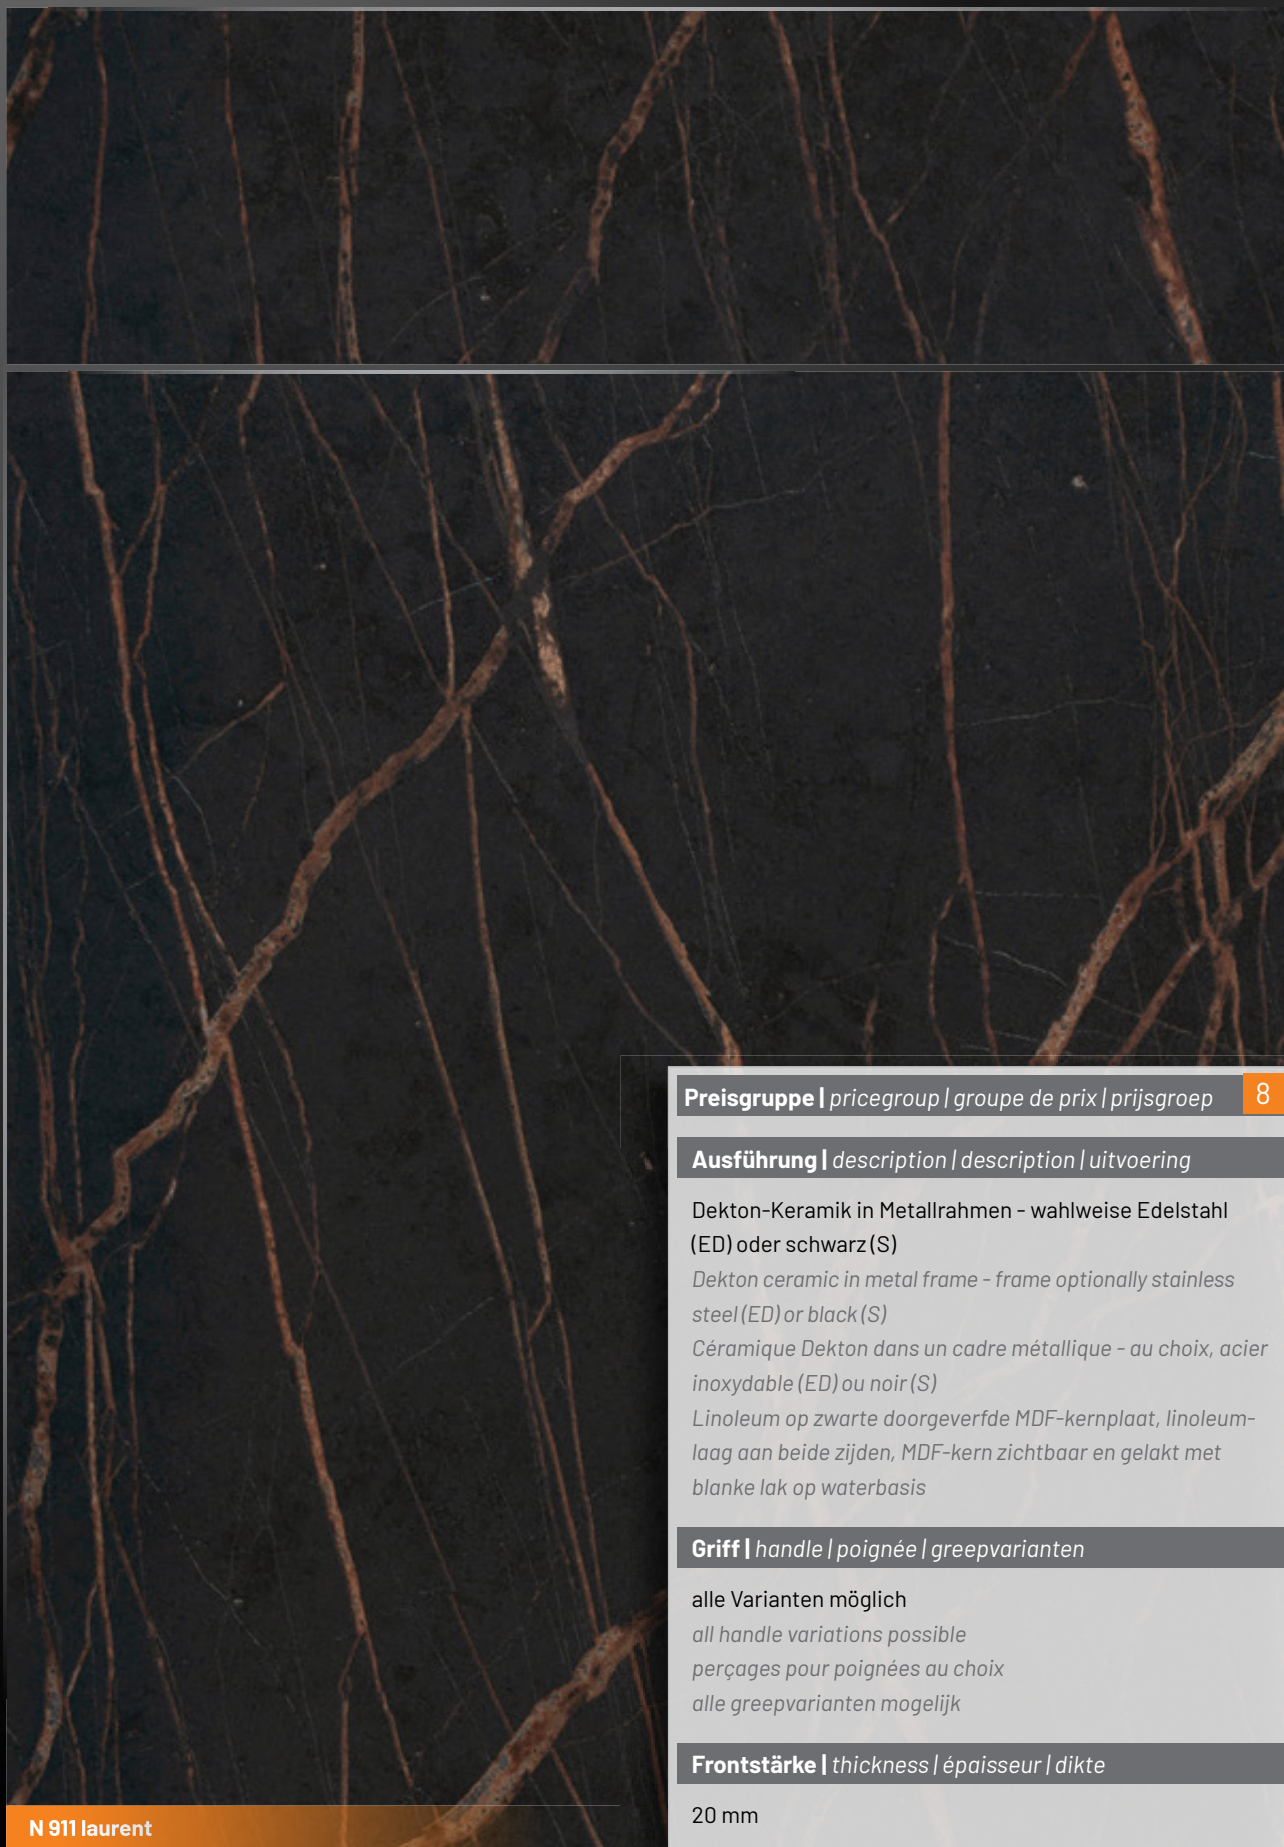 Preisgruppe | pricegroup | groupe de prix | prijsgroep 8
Ausführung | description | description | uitvoering
Dekton-Keramik in Metallrahmen - wahlweise Edelstahl
(ED) oder schwarz (S)
Dekton ceramic in metal frame - frame optionally stainless
steel (ED) or black (S)
Céramique Dekton dans un cadre métallique - au choix, acier
inoxydable (ED) ou noir (S)
Linoleum op zwarte doorgeverfde MDF-kernplaat, linoleum-
laag aan beide zijden, MDF-kern zichtbaar en gelakt met
blanke lak op waterbasis
Griff | handle | poignée | greepvarianten
alle Varianten möglich
all handle variations possible
perçages pour poignées au choix
alle greepvarianten mogelijk
Frontstärke | thickness | épaisseur | dikte
20 mm
N 911 laurent